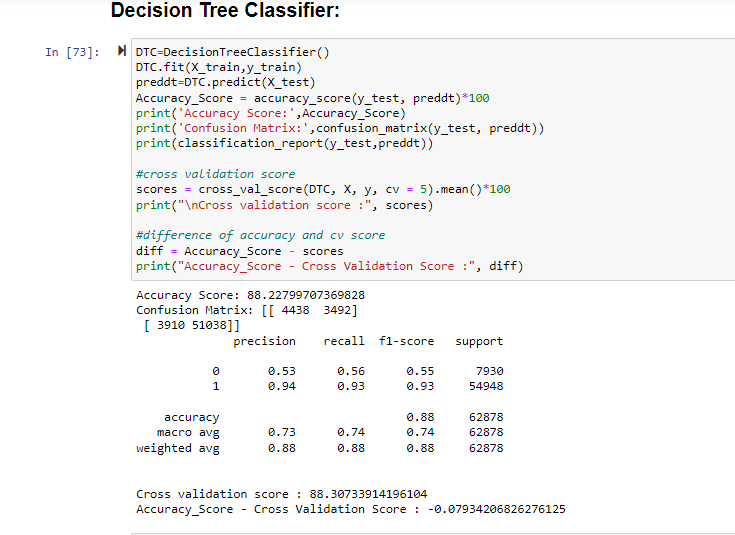 Decision Tree Classifier:
In [73]:
DTC=DecisionTreeClassifier()
DTC.fit(X_train,y_train)
preddt=DTC.predict(X_test)
Accuracy_Score = accuracy_score(y_test, preddt)*100
print('Accuracy Score:',Accuracy_Score)
print('Confusion Matrix:',confusion_matrix(y_test, preddt))
print(classification_report(y_test,preddt))

#cross validation score
scores = cross_val_score(DTC, X, y, cv = 5).mean()*100
print("\nCross validation score :", scores)

#difference of accuracy and cv score
diff = Accuracy_Score - scores
print("Accuracy_Score - Cross Validation Score :", diff)

Accuracy Score: 88.22799707369828
Confusion Matrix: [[ 4438  3492]
 [ 3910 51038]]
              precision    recall  f1-score   support

           0       0.53      0.56      0.55      7930
           1       0.94      0.93      0.93     54948

    accuracy                           0.88     62878
   macro avg       0.73      0.74      0.74     62878
weighted avg       0.88      0.88      0.88     62878

Cross validation score : 88.30733914196104
Accuracy_Score - Cross Validation Score : -0.07934206826276125